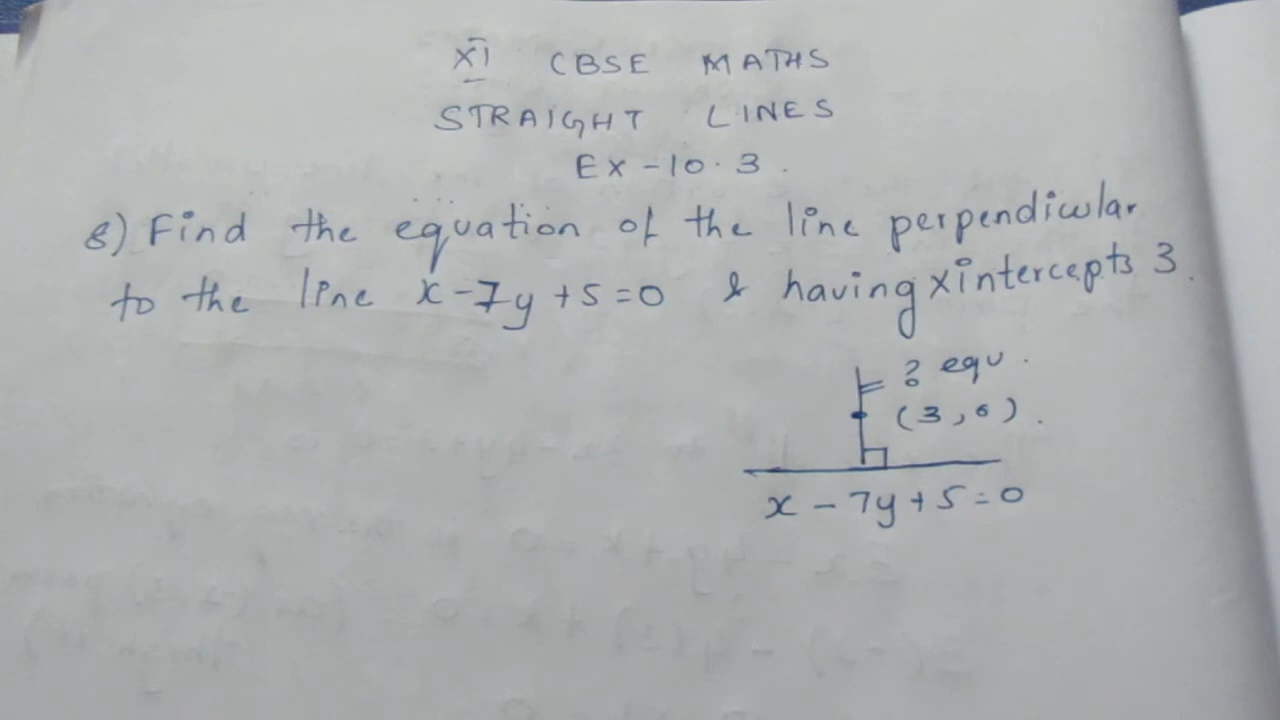 XI CBSE MATHS
STRAIGHT LINES
EX-10.3.
8) Find the equation of the line perpendicular
to the line x-7y+5=0 & having x intercepts 3.
? equ.
(3,0).
x-7y+5=0